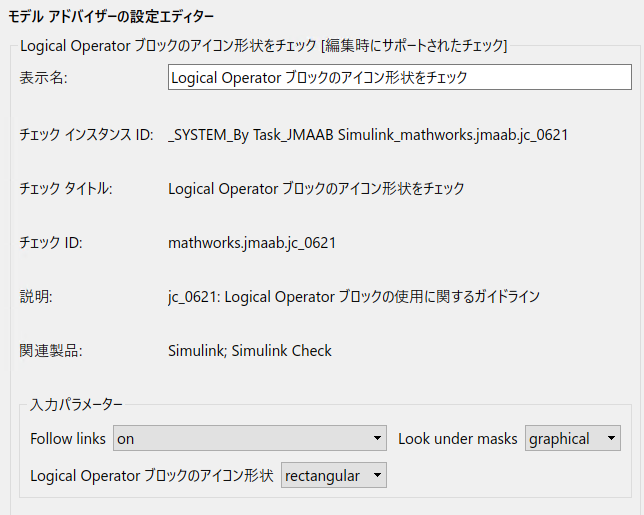 モデル アドバイザーの設定エディター
Logical Operator ブロックのアイコン形状をチェック [編集時にサポートされたチェック]
表示名: Logical Operator ブロックのアイコン形状をチェック
チェック インスタンス ID: _SYSTEM_By Task_JMAAB Simulink_mathworks.jmaab.jc_0621
チェック タイトル: Logical Operator ブロックのアイコン形状をチェック
チェック ID: mathworks.jmaab.jc_0621
説明: jc_0621: Logical Operator ブロックの使用に関するガイドライン
関連製品: Simulink; Simulink Check
入力パラメーター
Follow links on Look under masks graphical
Logical Operator ブロックのアイコン形状 rectangular